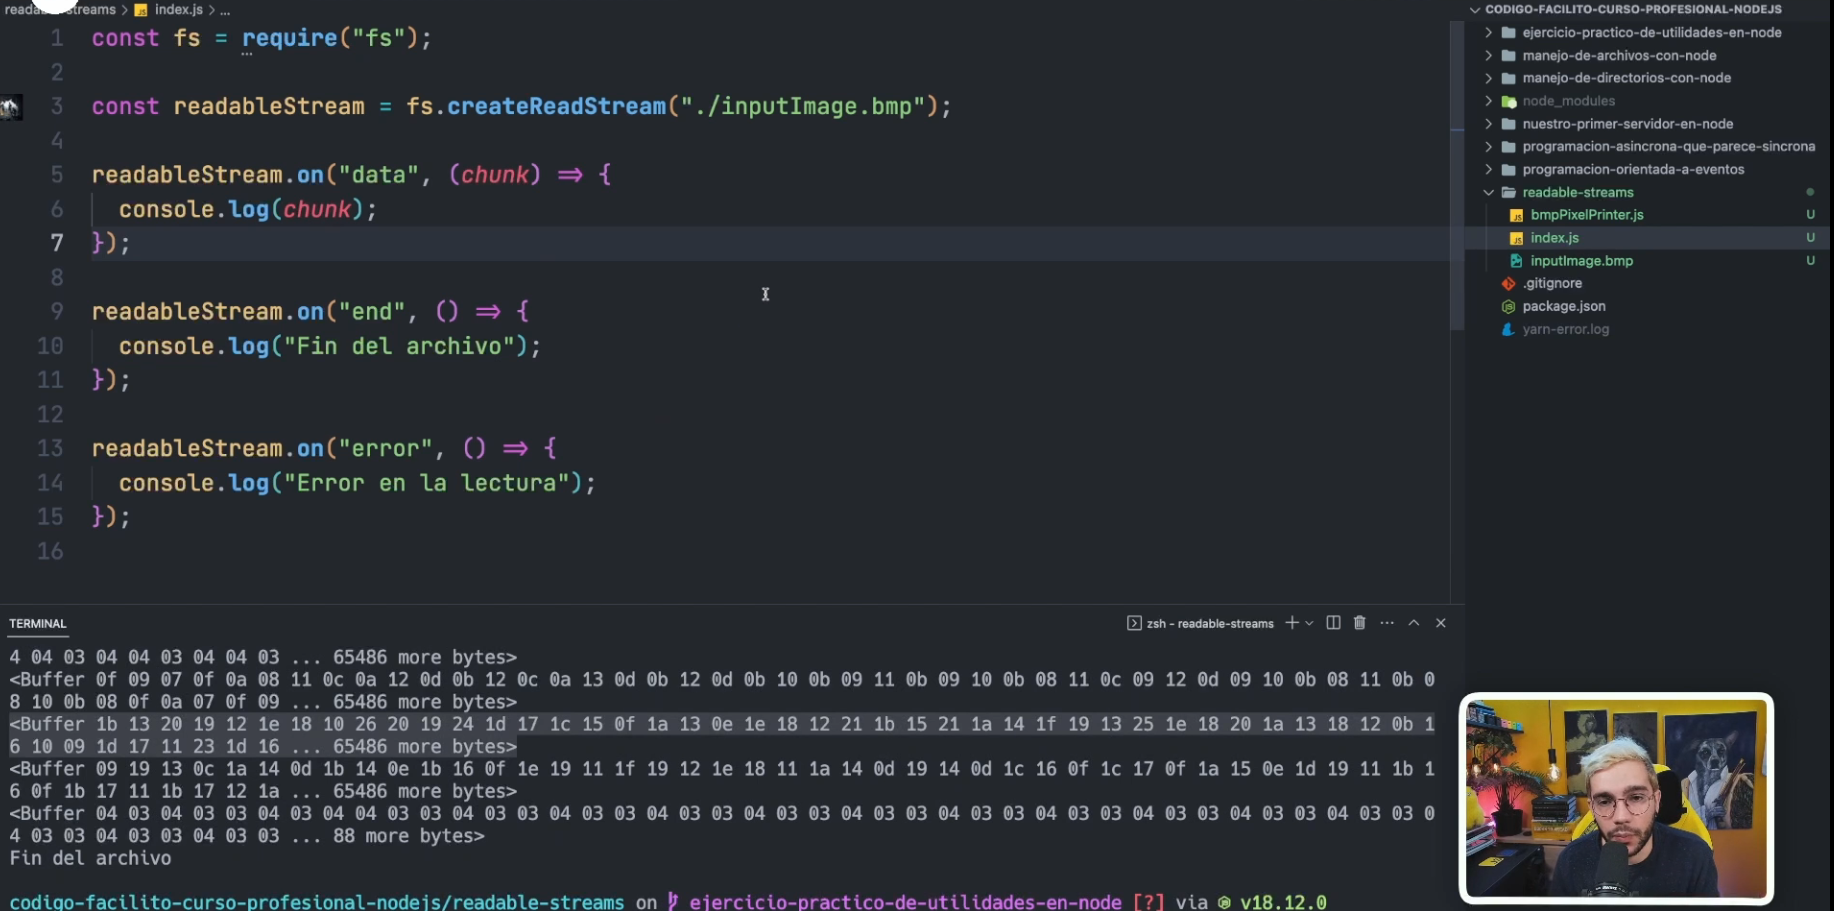 readable-streams > index.js > ...
1 const fs = require("fs");
2
3 const readableStream = fs.createReadStream("./inputImage.bmp");
4
5 readableStream.on("data", (chunk) => {
6 console.log(chunk);
7 });
8
9 readableStream.on("end", () => {
10 console.log("Fin del archivo");
11 });
12
13 readableStream.on("error", () => {
14 console.log("Error en la lectura");
15 });
16
CODIGO-FACILITO-CURSO-PROFESIONAL-NODEJS
ejercicio-practico-de-utilidades-en-node
manejo-de-archivos-con-node
manejo-de-directorios-con-node
node_modules
nuestro-primer-servidor-en-node
programacion-asincrona-que-parece-sincrona
programacion-orientada-a-eventos
readable-streams
JS bmpPixelPrinter.js U
JS index.js U
inputImage.bmp U
.gitignore
package.json
yarn-error.log
TERMINAL
zsh - readable-streams
4 04 03 04 04 03 04 04 03 ... 65486 more bytes>
<Buffer 0f 09 07 0f 0a 08 11 0c 0a 12 0d 0b 12 0c 0a 13 0d 0b 12 0d 0b 10 0b 09 11 0b 09 10 0b 08 11 0c 09 12 0d 09 10 0b 08 11 0b 0
8 10 0b 08 0f 0a 07 0f 09 ... 65486 more bytes>
<Buffer 1b 13 20 19 12 1e 18 10 26 20 19 24 1d 17 1c 15 0f 1a 13 0e 1e 18 12 21 1b 15 21 1a 14 1f 19 13 25 1e 18 20 1a 13 18 12 0b 1
6 10 09 1d 17 11 23 1d 16 ... 65486 more bytes>
<Buffer 09 19 13 0c 1a 14 0d 1b 14 0e 1b 16 0f 1e 19 11 1f 19 12 1e 18 11 1a 14 0d 19 14 0d 1c 16 0f 1c 17 0f 1a 15 0e 1d 19 11 1b 1
6 0f 1b 17 11 1b 17 12 1a ... 65486 more bytes>
<Buffer 04 03 04 03 03 04 03 04 04 03 03 04 03 03 04 03 03 04 03 03 04 03 03 04 03 03 04 03 03 04 03 03 04 03 03 04 03 03 04 03 03 0
4 03 03 04 03 03 04 03 03 ... 88 more bytes>
Fin del archivo
codigo-facilito-curso-profesional-nodejs/readable-streams on ejercicio-practico-de-utilidades-en-node [?] via v18.12.0